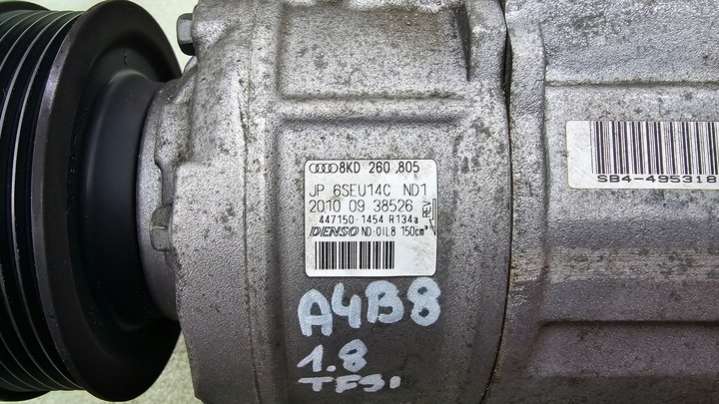 8KD 260 805
JP 6SEU14C ND1
2010 09 38526
447150-1454 R134a
DENSO ND-OIL8 150cm³
SB4-495318
A4B8
1.8
TFSI